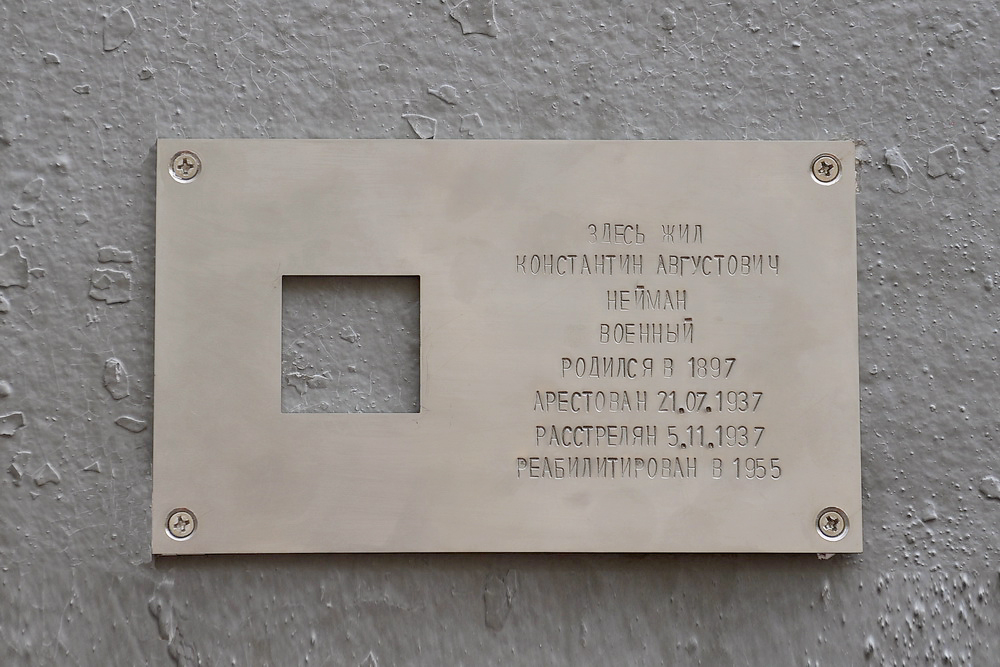 ЗДЕСЬ ЖИЛ
КОНСТАНТИН АВГУСТОВИЧ
НЕЙМАН
ВОЕННЫЙ
РОДИЛСЯ В 1897
АРЕСТОВАН 21.07.1937
РАССТРЕЛЯН 5.11.1937
РЕАБИЛИТИРОВАН В 1955